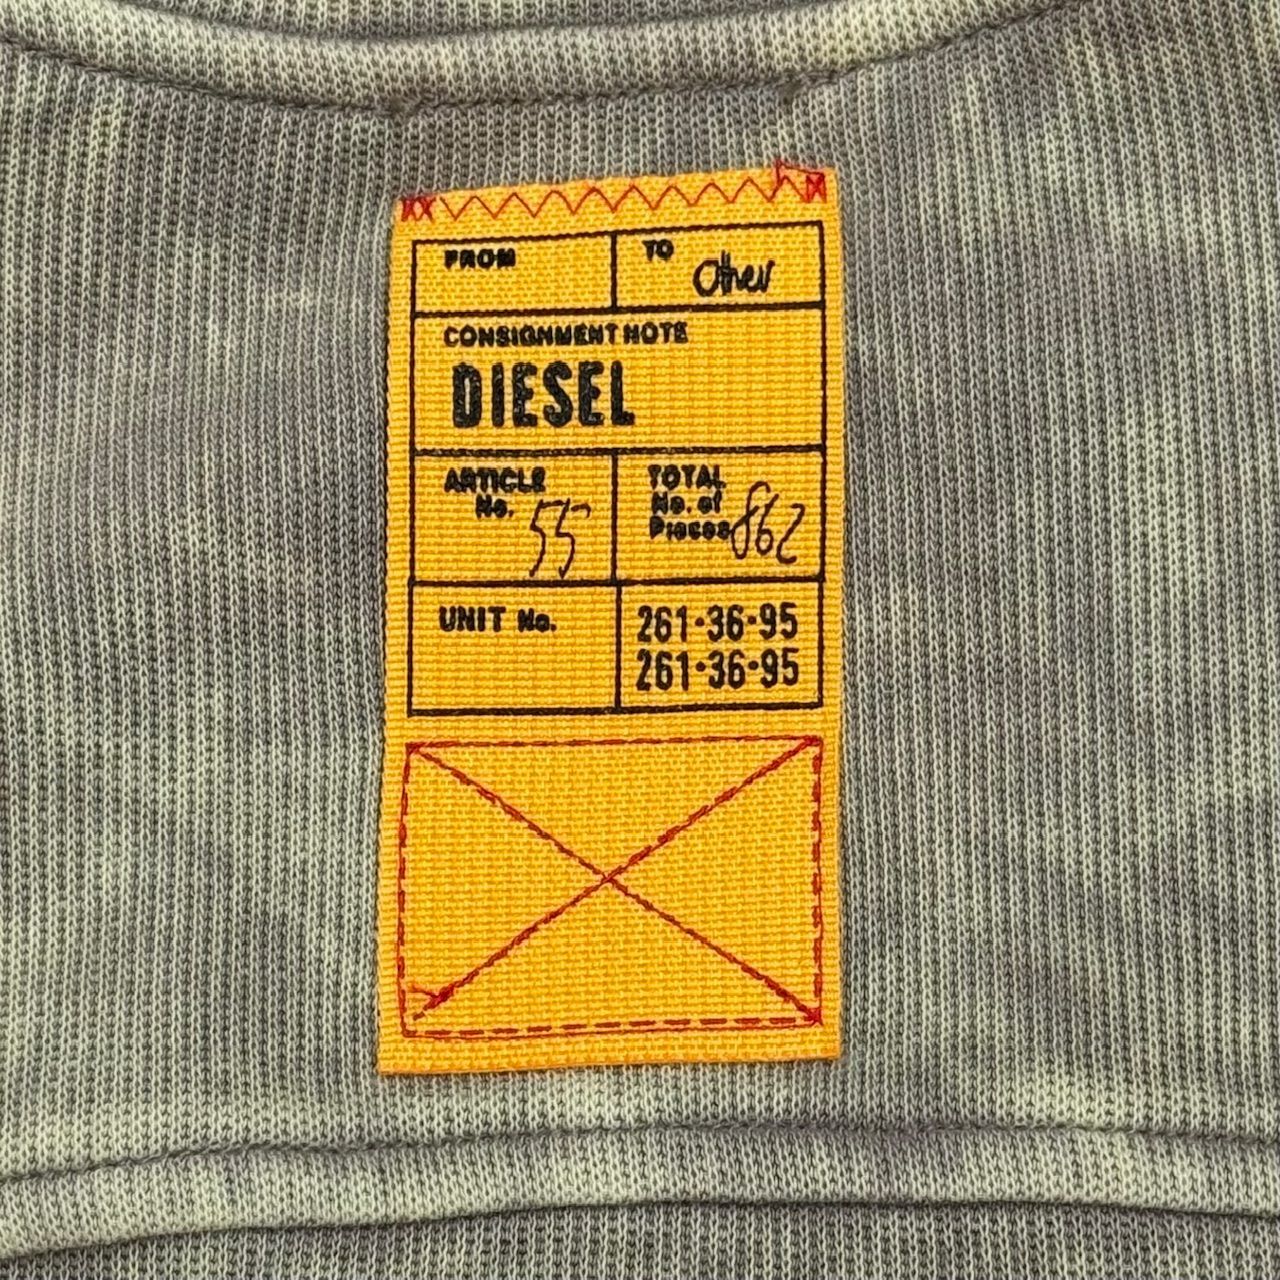 FROM
TO
Other
CONSIGNMENT NOTE
DIESEL
ARTICLE
No. 55
TOTAL
No. of
Pieces 862
UNIT No.
261·36·95
261·36·95